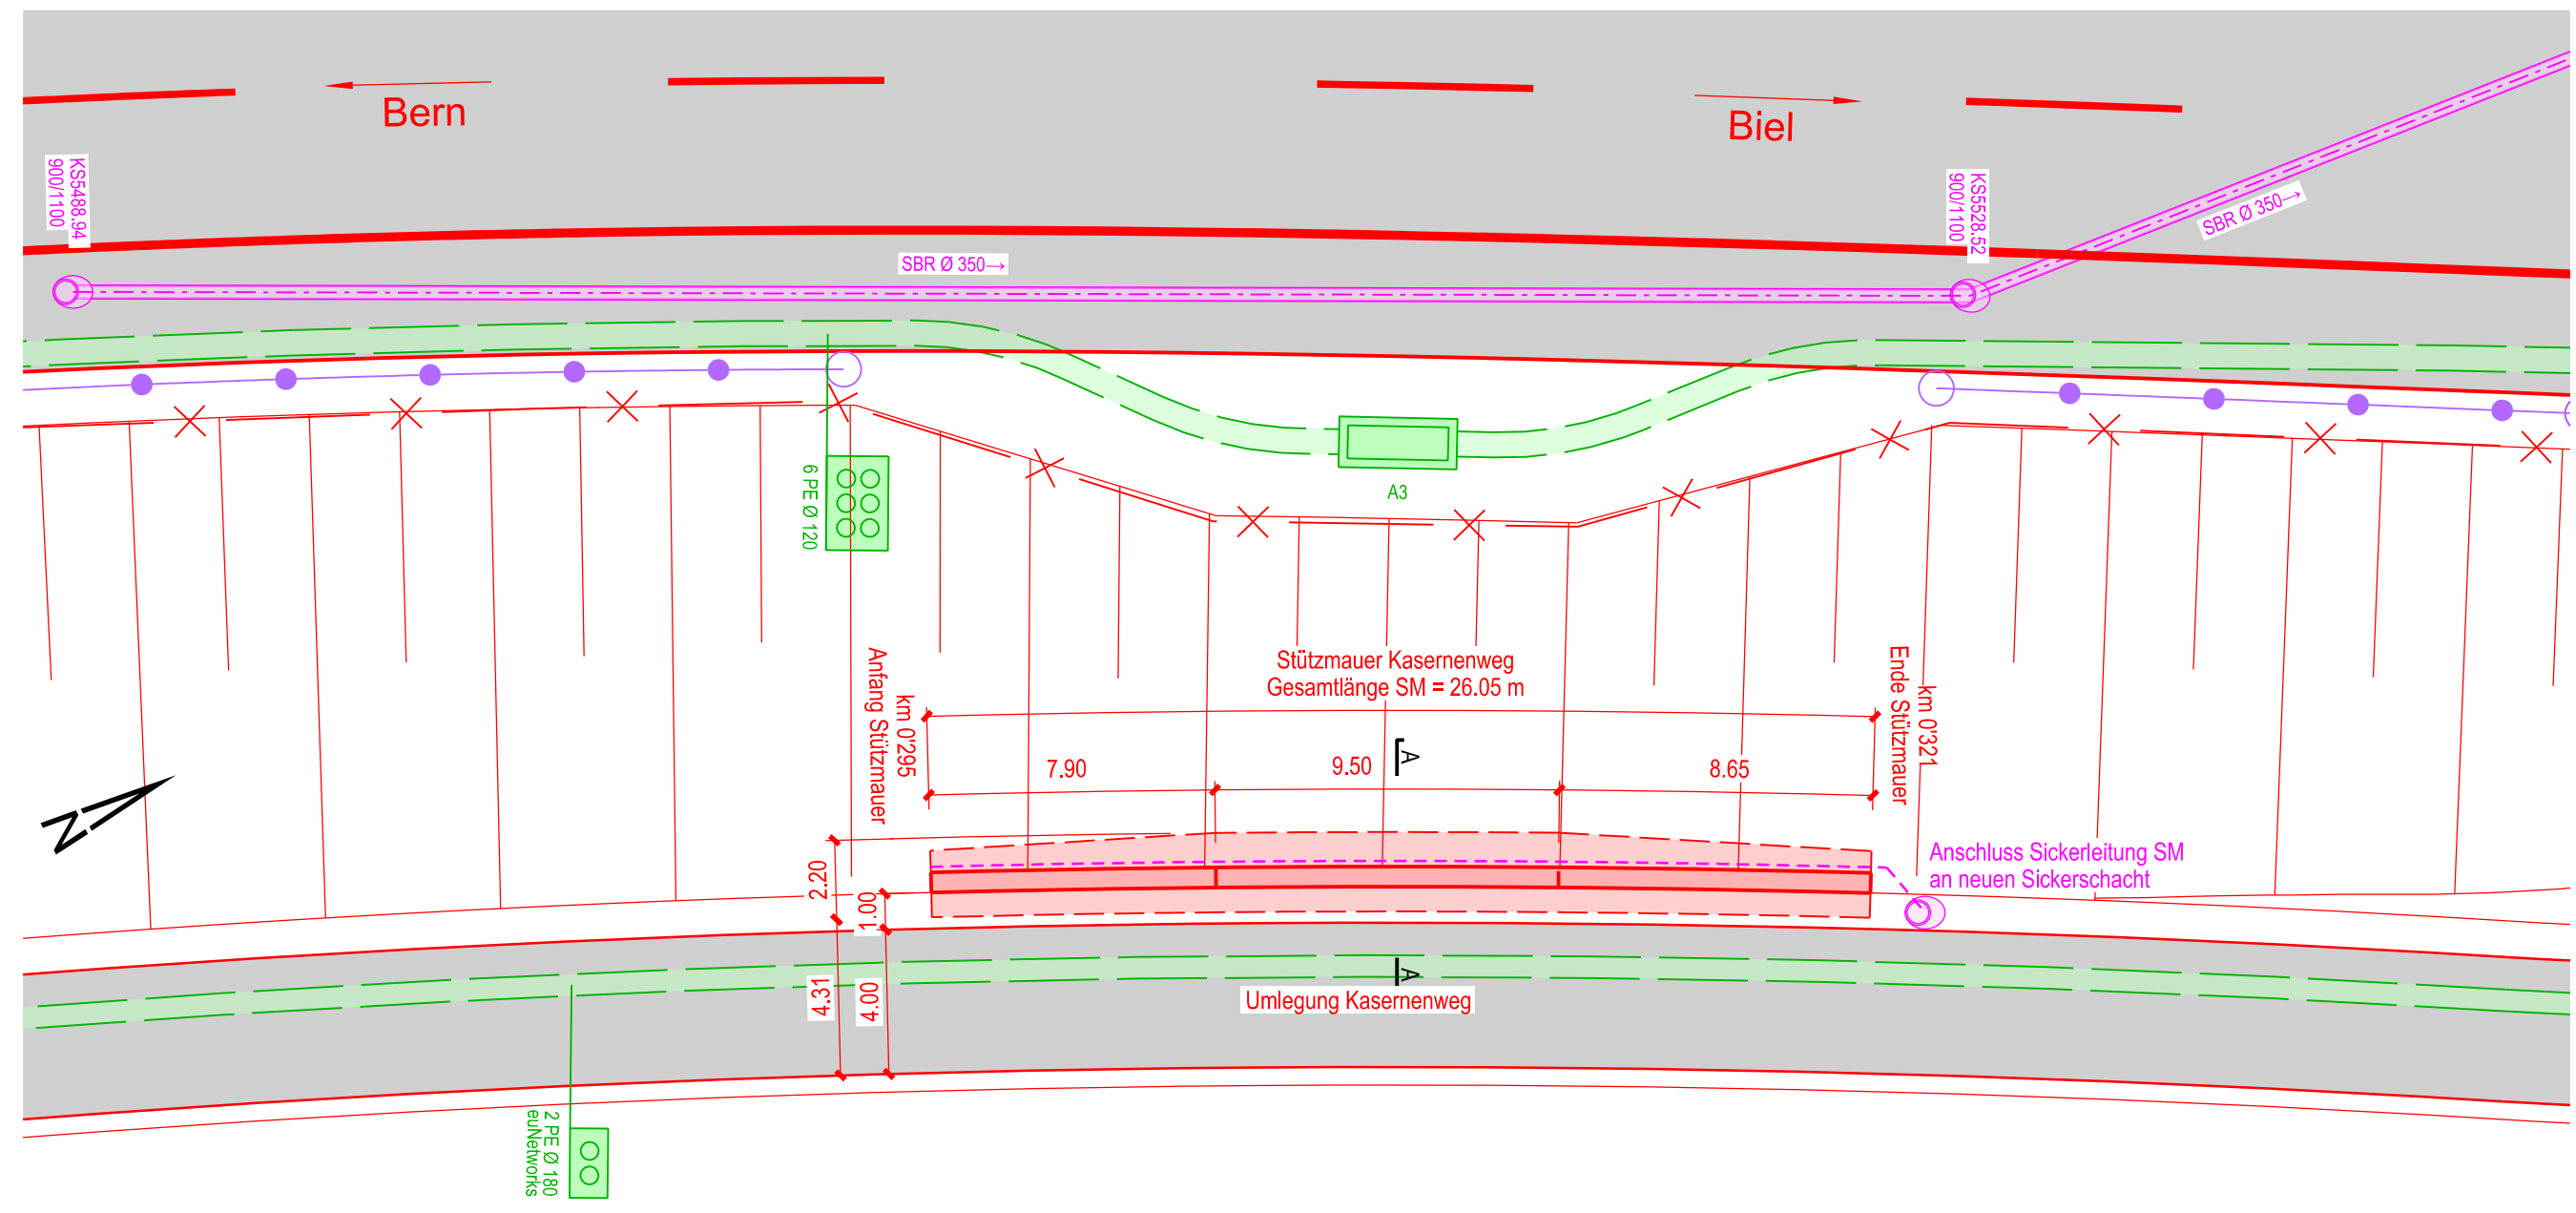 Bern
Biel
KS5488.94
900/1100
KS5528.52
900/1100
SBR Ø 350→
SBR Ø 350→
6 PE Ø 120
A3
Stützmauer Kasernenweg
Gesamtlänge SM = 26.05 m
km 0'295
Anfang Stützmauer
km 0'321
Ende Stützmauer
7.90
9.50
8.65
A
N
2.20
1.00
Anschluss Sickerleitung SM
an neuen Sickerschacht
4.31
4.00
A
Umlegung Kasernenweg
2 PE Ø 180
euNetworks